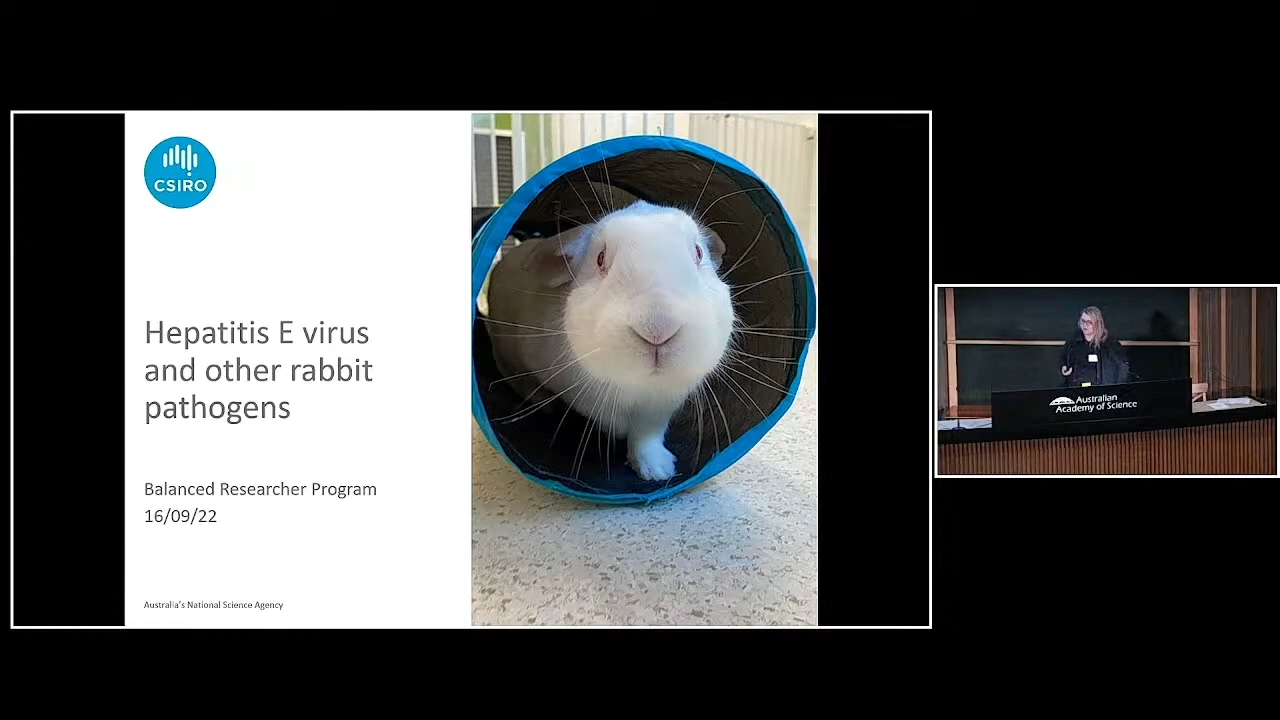 CSIRO
Hepatitis E virus
and other rabbit
pathogens
Balanced Researcher Program
16/09/22
Australia's National Science Agency
Australian
Academy of Science